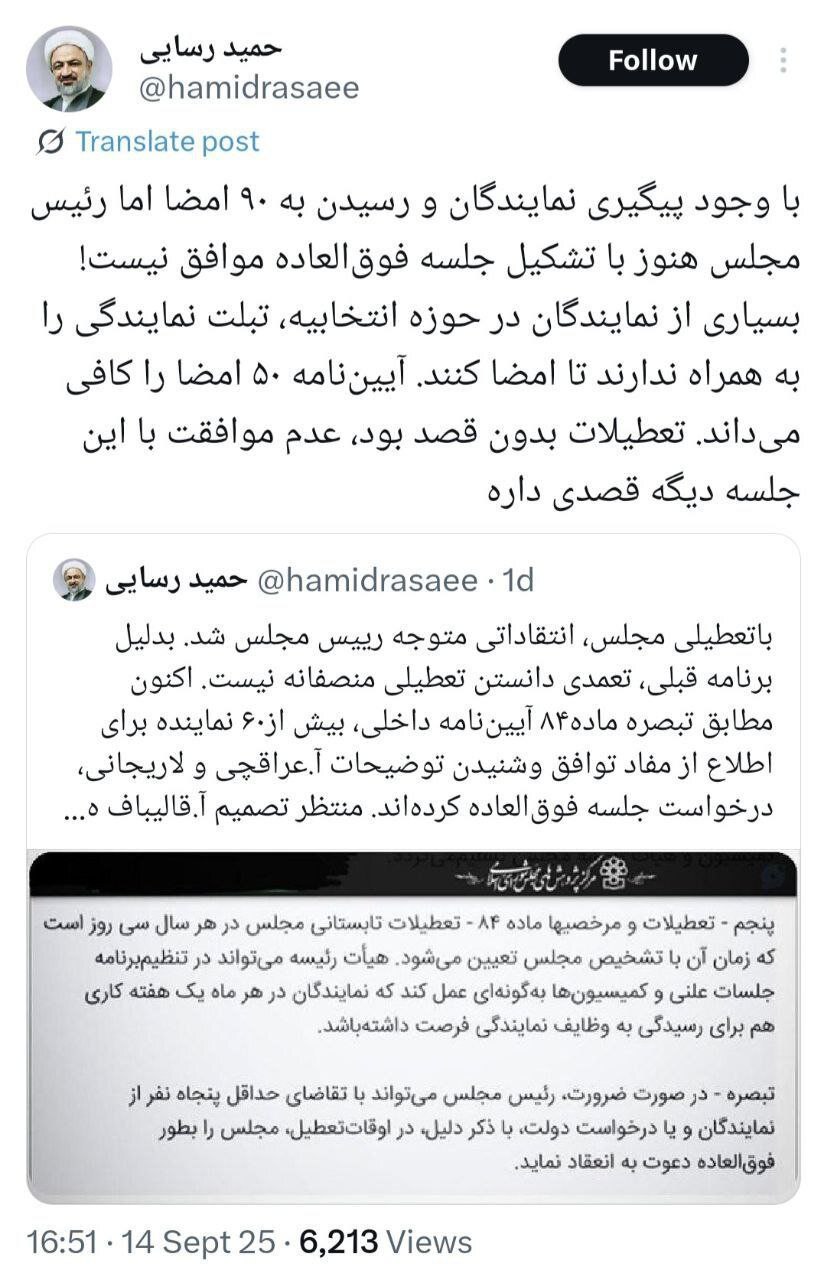 حمید رسایی
@hamidrasaee
Follow
Translate post
با وجود پیگیری نمایندگان و رسیدن به ۹۰ امضا اما رئیس
مجلس هنوز با تشکیل جلسه فوق‌العاده موافق نیست!
بسیاری از نمایندگان در حوزه انتخابیه، تبلت نمایندگی را
به همراه ندارند تا امضا کنند. آیین‌نامه ۵۰ امضا را کافی
می‌داند. تعطیلات بدون قصد بود، عدم موافقت با این
جلسه دیگه قصدی داره
حمید رسایی @hamidrasaee · 1d
باتعطیلی مجلس، انتقاداتی متوجه رییس مجلس شد. بدلیل
برنامه قبلی، تعمدی دانستن تعطیلی منصفانه نیست. اکنون
مطابق تبصره ماده۸۴ آیین‌نامه داخلی، بیش از۶۰ نماینده برای
اطلاع از مفاد توافق وشنیدن توضیحات آ.عراقچی و لاریجانی،
درخواست جلسه فوق‌العاده کرده‌اند. منتظر تصمیم آ.قالیباف ه...
مرکز پژوهش‌های مجلس شورای اسلامی
پنجم - تعطیلات و مرخصیها ماده ۸۴ - تعطیلات تابستانی مجلس در هر سال سی روز است
که زمان آن با تشخیص مجلس تعیین می‌شود. هیأت رئیسه می‌تواند در تنظیم‌برنامه
جلسات علنی و کمیسیون‌ها به‌گونه‌ای عمل کند که نمایندگان در هر ماه یک هفته کاری
هم برای رسیدگی به وظایف نمایندگی فرصت داشته‌باشد.
تبصره - در صورت ضرورت، رئیس مجلس می‌تواند با تقاضای حداقل پنجاه نفر از
نمایندگان و یا درخواست دولت، با ذکر دلیل، در اوقات‌تعطیل، مجلس را بطور
فوق‌العاده دعوت به انعقاد نماید.
16:51 · 14 Sept 25 · 6,213 Views